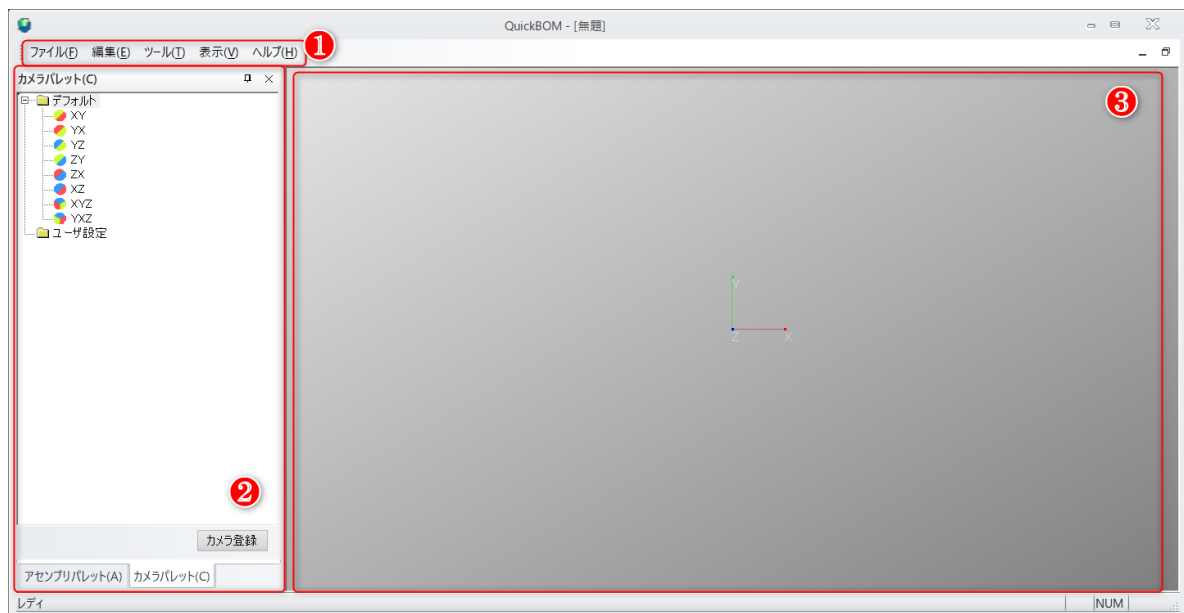 QuickBOM - [無題]
ファイル(F) 編集(E) ツール(T) 表示(V) ヘルプ(H)
1
カメラパレット(C)
デフォルト
XY
YX
YZ
ZY
ZX
XZ
XYZ
YXZ
ユーザ設定
3
Y
Z X
2
カメラ登録
アセンブリパレット(A) カメラパレット(C)
レディ NUM